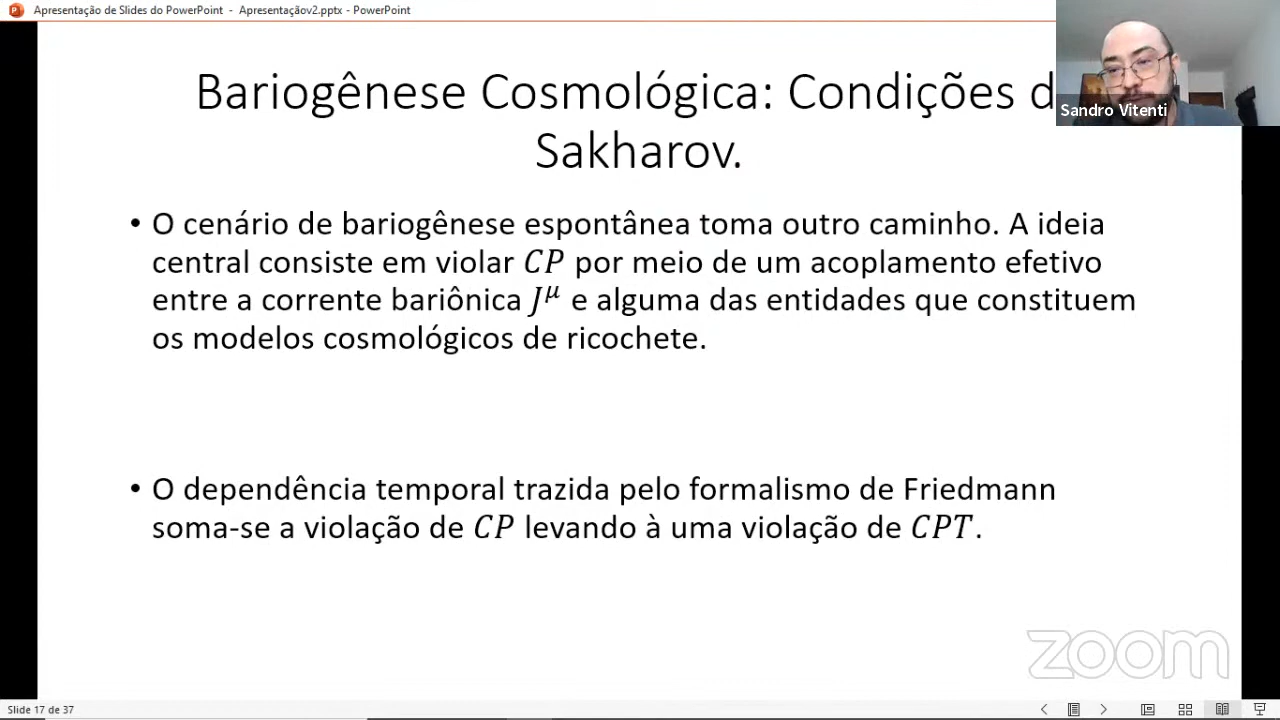 Apresentação de Slides do PowerPoint - Apresentaçãov2.pptx - PowerPoint
Bariogênese Cosmológica: Condições d
Sandro Vitenti
Sakharov.
• O cenário de bariogênese espontânea toma outro caminho. A ideia
central consiste em violar CP por meio de um acoplamento efetivo
entre a corrente bariônica J^μ e alguma das entidades que constituem
os modelos cosmológicos de ricochete.
• O dependência temporal trazida pelo formalismo de Friedmann
soma-se a violação de CP levando à uma violação de CPT.
zoom
Slide 17 de 37